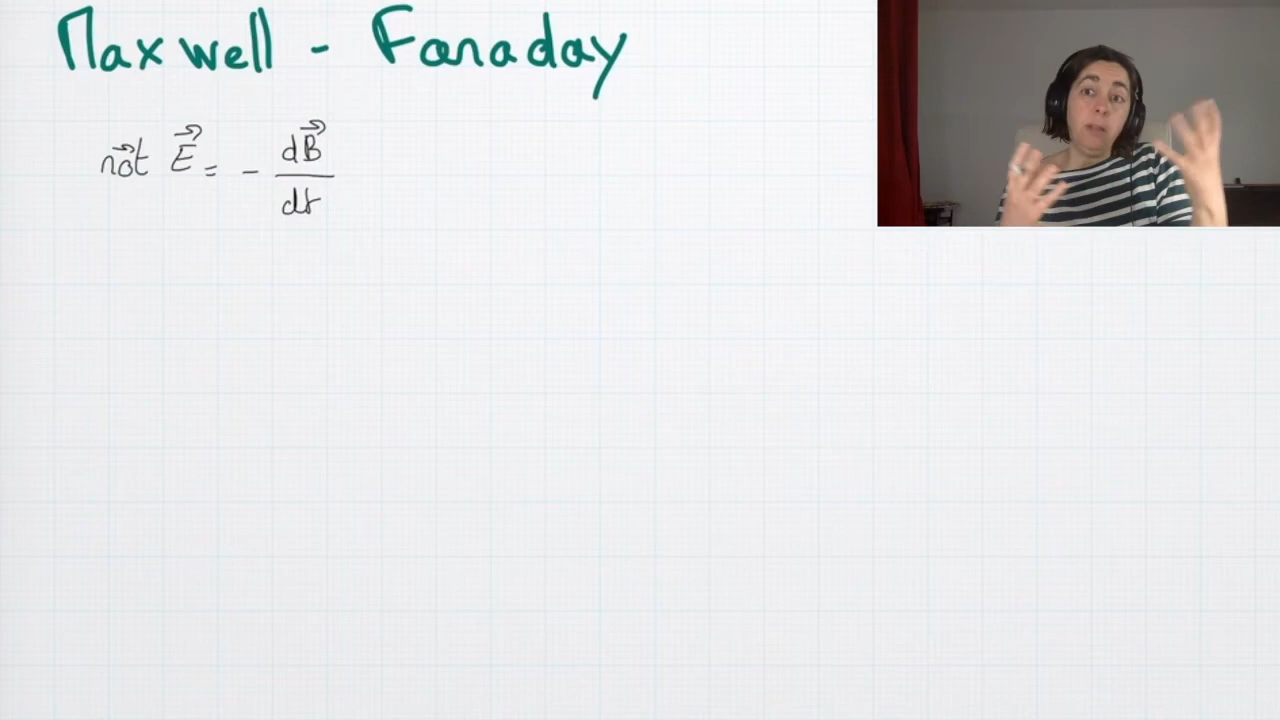 Maxwell - Faraday
rot⃗ E⃗ = - dB⃗/dt